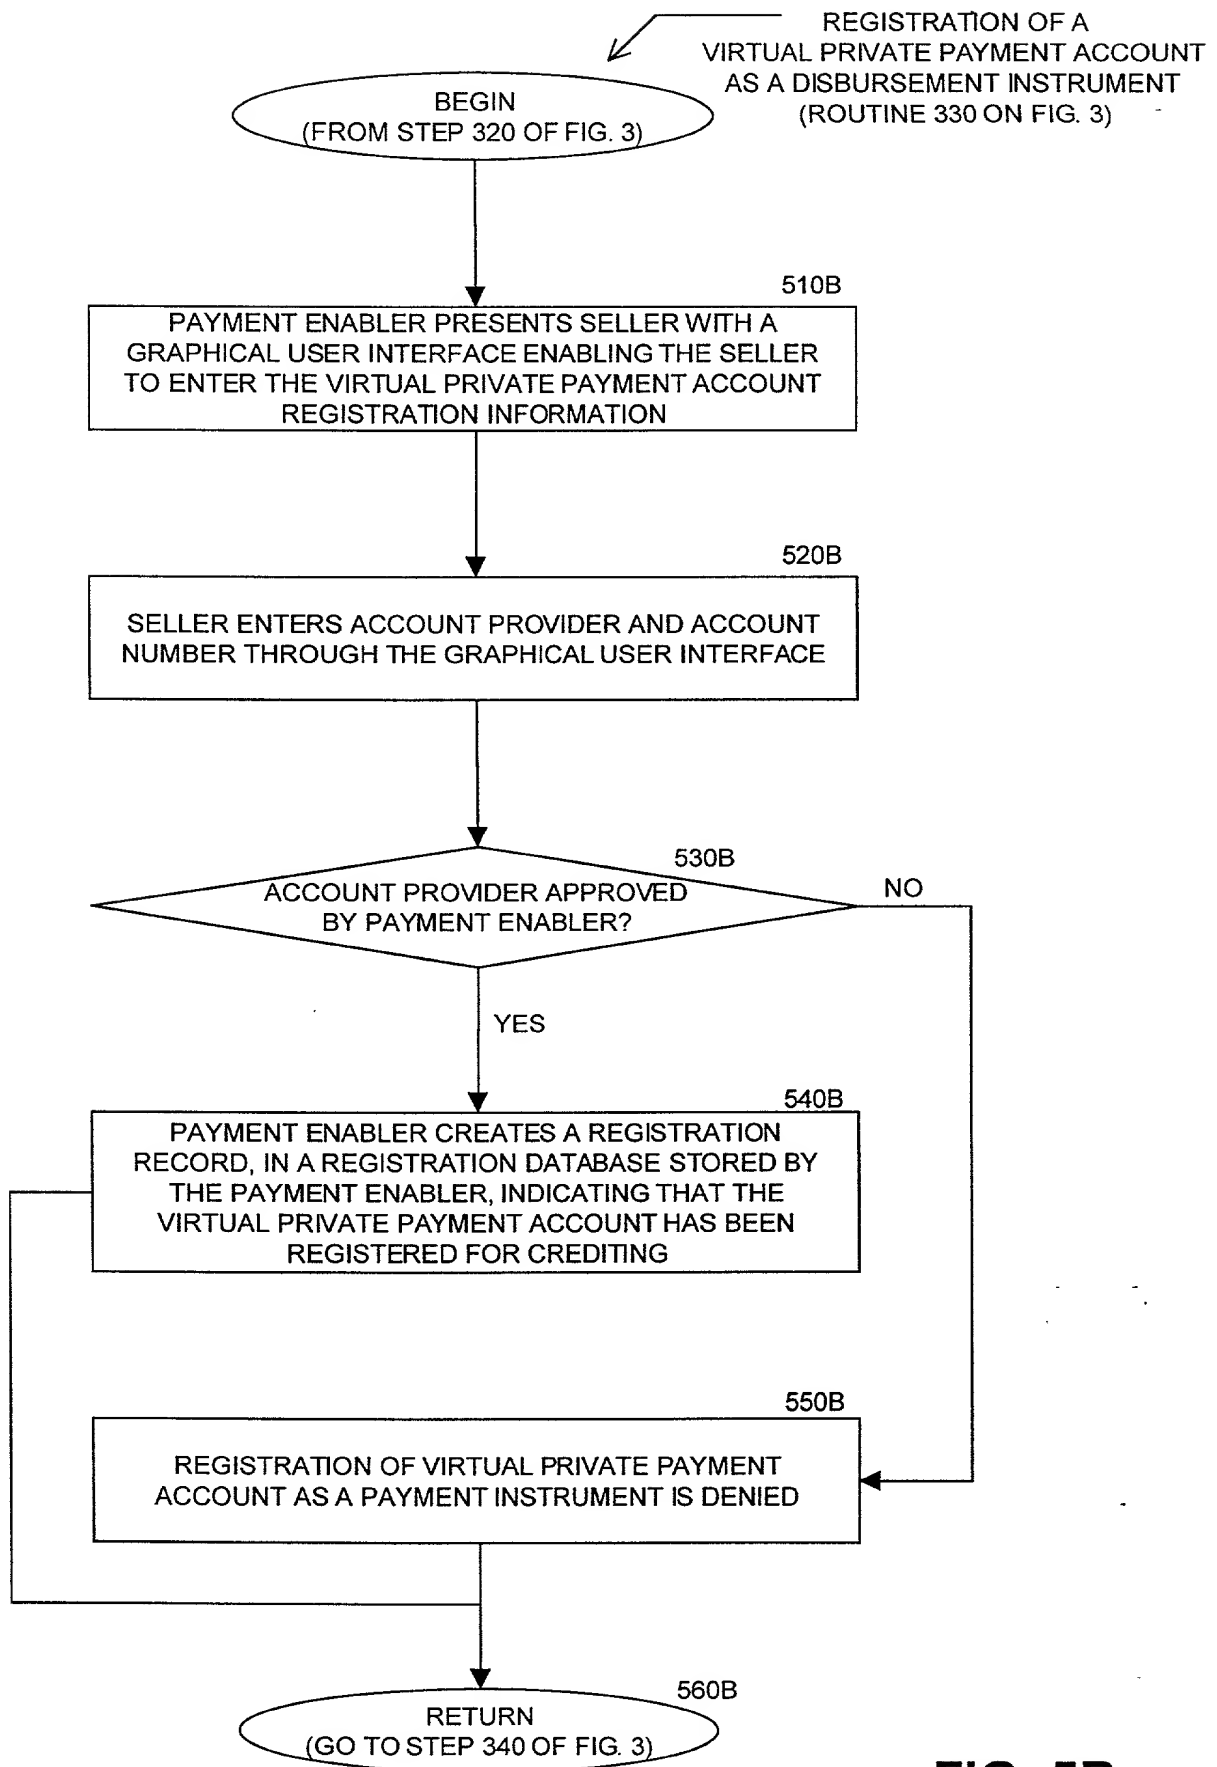 REGISTRATION OF A
VIRTUAL PRIVATE PAYMENT ACCOUNT
AS A DISBURSEMENT INSTRUMENT
(ROUTINE 330 ON FIG. 3)
BEGIN
(FROM STEP 320 OF FIG. 3)
510B
PAYMENT ENABLER PRESENTS SELLER WITH A
GRAPHICAL USER INTERFACE ENABLING THE SELLER
TO ENTER THE VIRTUAL PRIVATE PAYMENT ACCOUNT
REGISTRATION INFORMATION
520B
SELLER ENTERS ACCOUNT PROVIDER AND ACCOUNT
NUMBER THROUGH THE GRAPHICAL USER INTERFACE
530B
ACCOUNT PROVIDER APPROVED
BY PAYMENT ENABLER?
NO
YES
540B
PAYMENT ENABLER CREATES A REGISTRATION
RECORD, IN A REGISTRATION DATABASE STORED BY
THE PAYMENT ENABLER, INDICATING THAT THE
VIRTUAL PRIVATE PAYMENT ACCOUNT HAS BEEN
REGISTERED FOR CREDITING
550B
REGISTRATION OF VIRTUAL PRIVATE PAYMENT
ACCOUNT AS A PAYMENT INSTRUMENT IS DENIED
560B
RETURN
(GO TO STEP 340 OF FIG. 3)
FIG. 5B